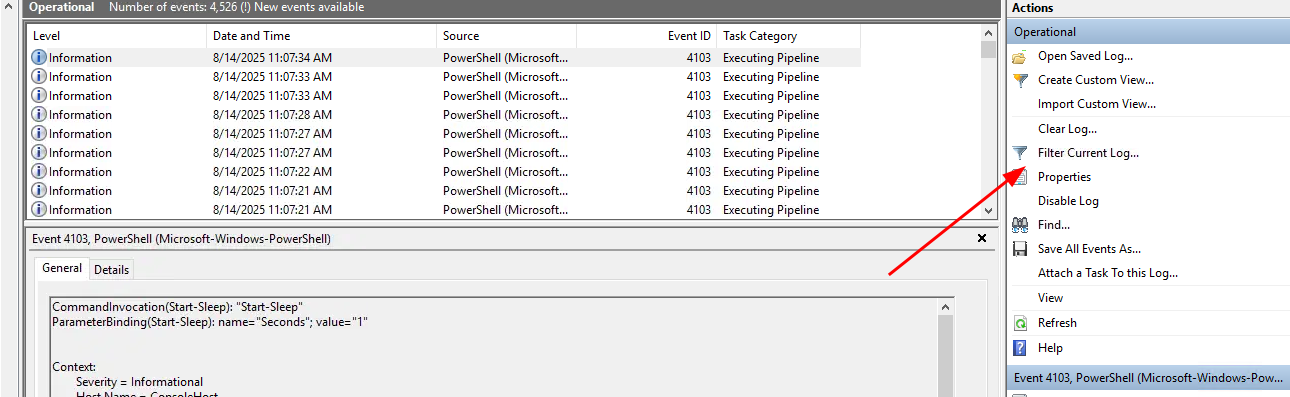 Operational Number of events: 4,526 (!) New events available
Level Date and Time Source Event ID Task Category
Information 8/14/2025 11:07:34 AM PowerShell (Microsoft... 4103 Executing Pipeline
Information 8/14/2025 11:07:33 AM PowerShell (Microsoft... 4103 Executing Pipeline
Information 8/14/2025 11:07:33 AM PowerShell (Microsoft... 4103 Executing Pipeline
Information 8/14/2025 11:07:28 AM PowerShell (Microsoft... 4103 Executing Pipeline
Information 8/14/2025 11:07:27 AM PowerShell (Microsoft... 4103 Executing Pipeline
Information 8/14/2025 11:07:27 AM PowerShell (Microsoft... 4103 Executing Pipeline
Information 8/14/2025 11:07:22 AM PowerShell (Microsoft... 4103 Executing Pipeline
Information 8/14/2025 11:07:21 AM PowerShell (Microsoft... 4103 Executing Pipeline
Information 8/14/2025 11:07:21 AM PowerShell (Microsoft... 4103 Executing Pipeline
Event 4103, PowerShell (Microsoft-Windows-PowerShell)
General Details
CommandInvocation(Start-Sleep): "Start-Sleep"
ParameterBinding(Start-Sleep): name="Seconds"; value="1"
Context:
Severity = Informational
Host Name = ConsoleHost
Actions
Operational
Open Saved Log...
Create Custom View...
Import Custom View...
Clear Log...
Filter Current Log...
Properties
Disable Log
Find...
Save All Events As...
Attach a Task To this Log...
View
Refresh
Help
Event 4103, PowerShell (Microsoft-Windows-Pow...